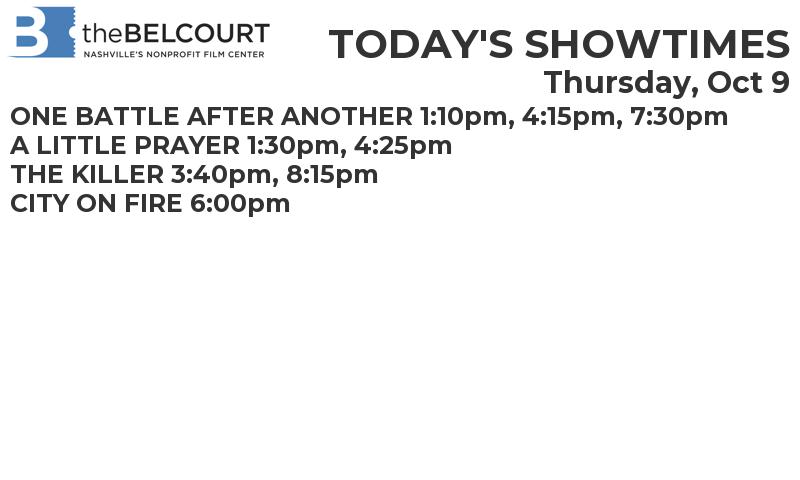 B theBELCOURT
NASHVILLE'S NONPROFIT FILM CENTER
TODAY'S SHOWTIMES
Thursday, Oct 9
ONE BATTLE AFTER ANOTHER 1:10pm, 4:15pm, 7:30pm
A LITTLE PRAYER 1:30pm, 4:25pm
THE KILLER 3:40pm, 8:15pm
CITY ON FIRE 6:00pm